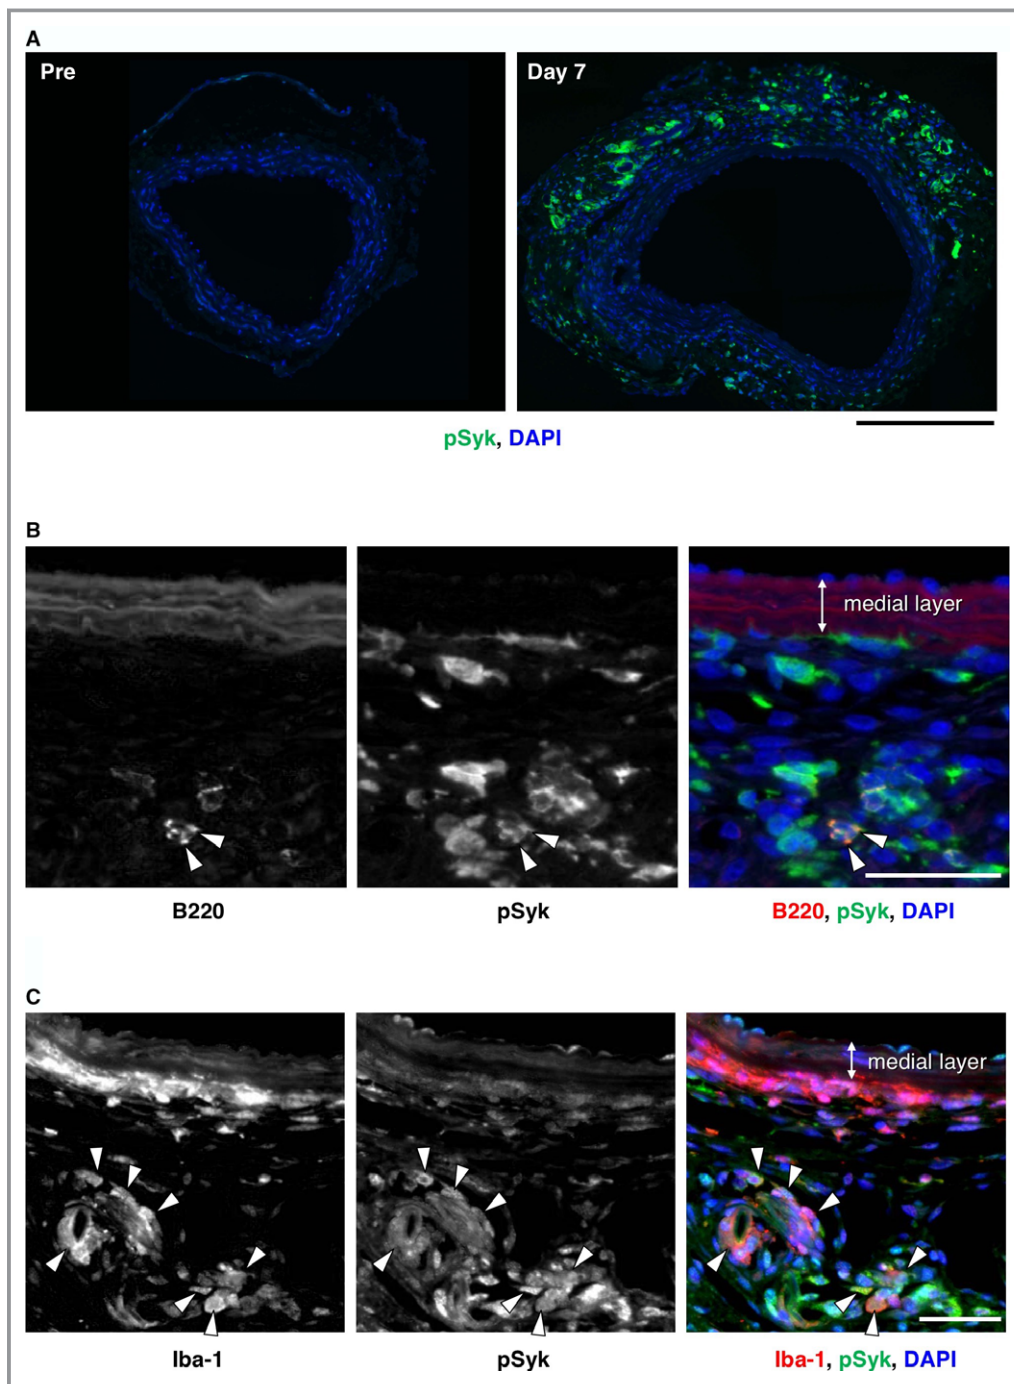 A
Pre
Day 7
pSyk, DAPI
B
medial layer
B220
pSyk
B220, pSyk, DAPI
C
medial layer
Iba-1
pSyk
Iba-1, pSyk, DAPI